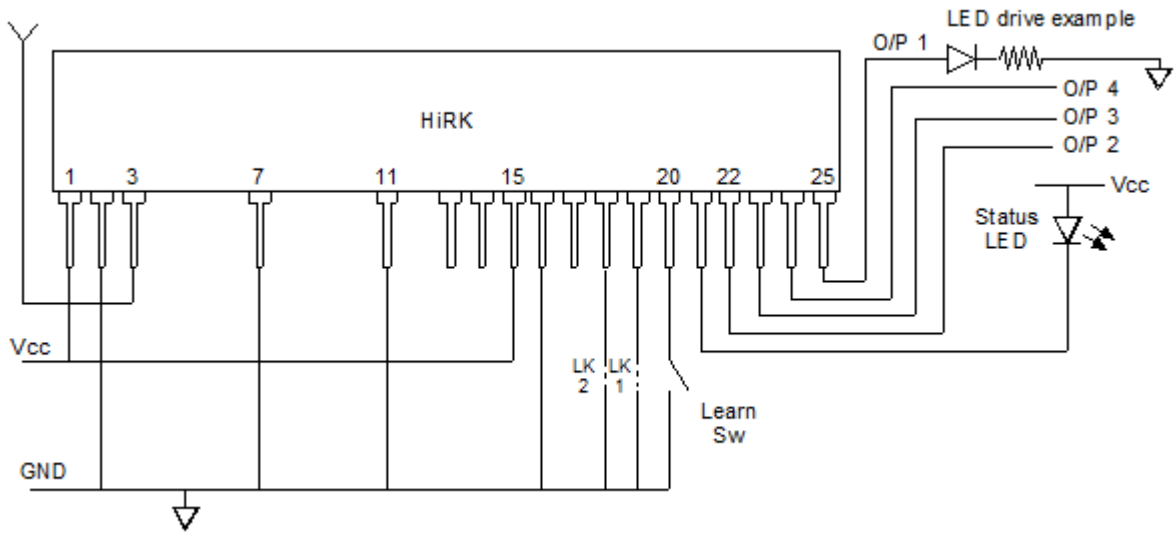 LED drive example
O/P 1
O/P 4
O/P 3
O/P 2
HiRK
1 3 7 11 15 20 22 25
Vcc
Status
LED
Vcc
LK LK
2 1
Learn
Sw
GND